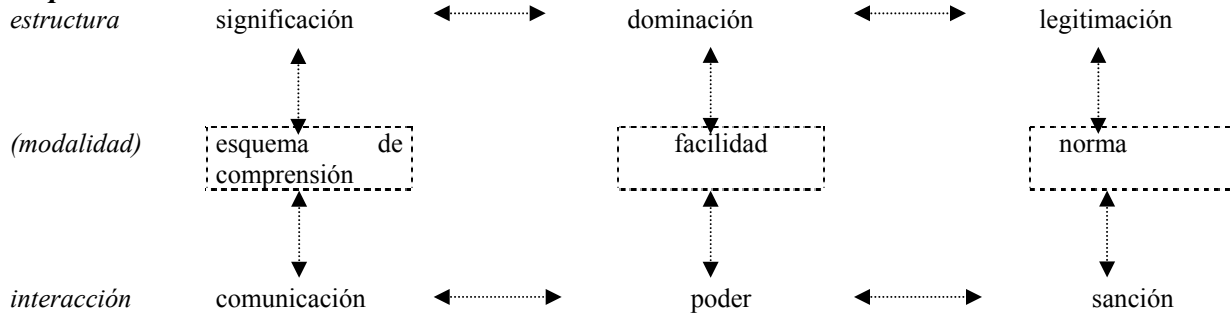 estructura significación dominación legitimación
(modalidad) esquema de facilidad norma
comprensión
interacción comunicación poder sanción